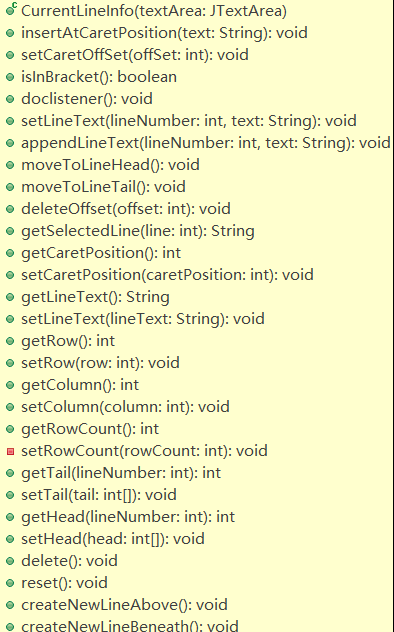 CurrentLineInfo(textArea: JTextArea)
insertAtCaretPosition(text: String): void
setCaretOffSet(offSet: int): void
isInBracket(): boolean
doclistener(): void
setLineText(lineNumber: int, text: String): void
appendLineText(lineNumber: int, text: String): void
moveToLineHead(): void
moveToLineTail(): void
deleteOffset(offset: int): void
getSelectedLine(line: int): String
getCaretPosition(): int
setCaretPosition(caretPosition: int): void
getLineText(): String
setLineText(lineText: String): void
getRow(): int
setRow(row: int): void
getColumn(): int
setColumn(column: int): void
getRowCount(): int
setRowCount(rowCount: int): void
getTail(lineNumber: int): int
setTail(tail: int[]): void
getHead(lineNumber: int): int
setHead(head: int[]): void
delete(): void
reset(): void
createNewLineAbove(): void
createNewLineBeneath(): void